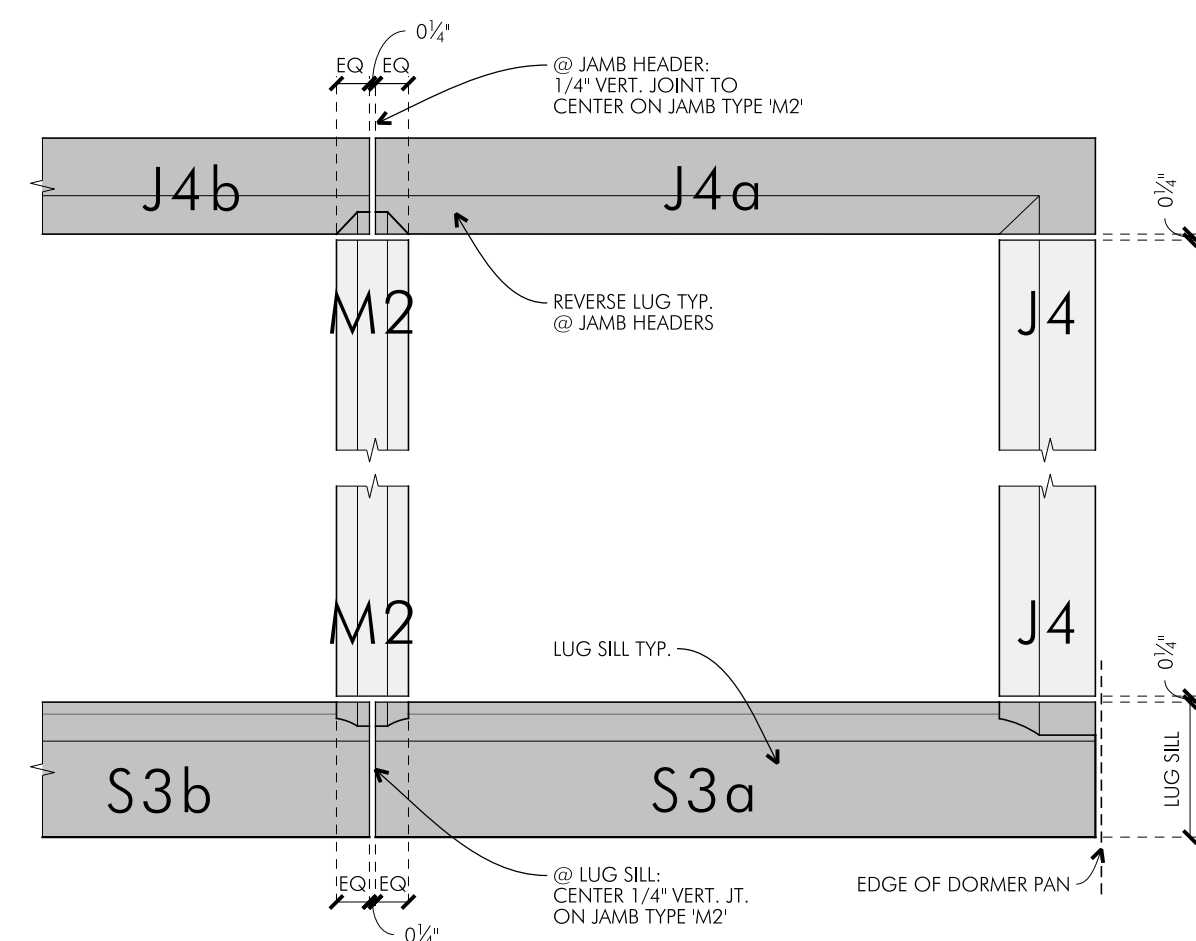 0¼"
EQ EQ
@ JAMB HEADER:
1/4" VERT. JOINT TO
CENTER ON JAMB TYPE 'M2'
J4b
J4a
0¼"
M2
REVERSE LUG TYP.
@ JAMB HEADERS
J4
M2
LUG SILL TYP.
J4
0¼"
S3b
S3a
LUG SILL
EQ EQ
@ LUG SILL:
CENTER 1/4" VERT. JT.
ON JAMB TYPE 'M2'
EDGE OF DORMER PAN
0¼"